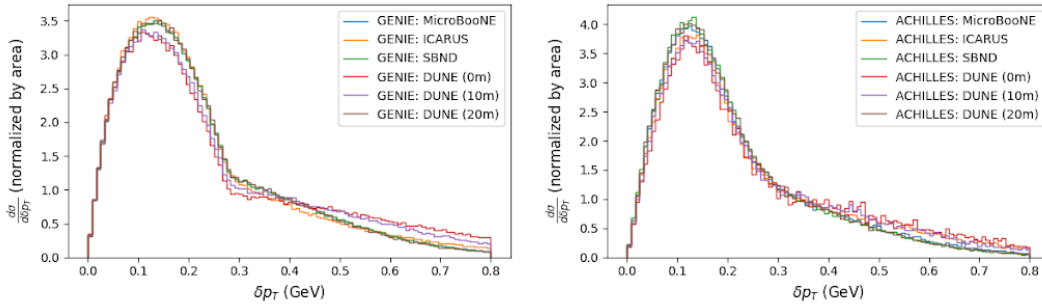 dσ/dδp_T (normalized by area)
3.5
3.0
2.5
2.0
1.5
1.0
0.5
0.0
0.0 0.1 0.2 0.3 0.4 0.5 0.6 0.7 0.8
δp_T (GeV)
GENIE: MicroBooNE
GENIE: ICARUS
GENIE: SBND
GENIE: DUNE (0m)
GENIE: DUNE (10m)
GENIE: DUNE (20m)
dσ/dδp_T (normalized by area)
4.0
3.5
3.0
2.5
2.0
1.5
1.0
0.5
0.0
0.0 0.1 0.2 0.3 0.4 0.5 0.6 0.7 0.8
δp_T (GeV)
ACHILLES: MicroBooNE
ACHILLES: ICARUS
ACHILLES: SBND
ACHILLES: DUNE (0m)
ACHILLES: DUNE (10m)
ACHILLES: DUNE (20m)